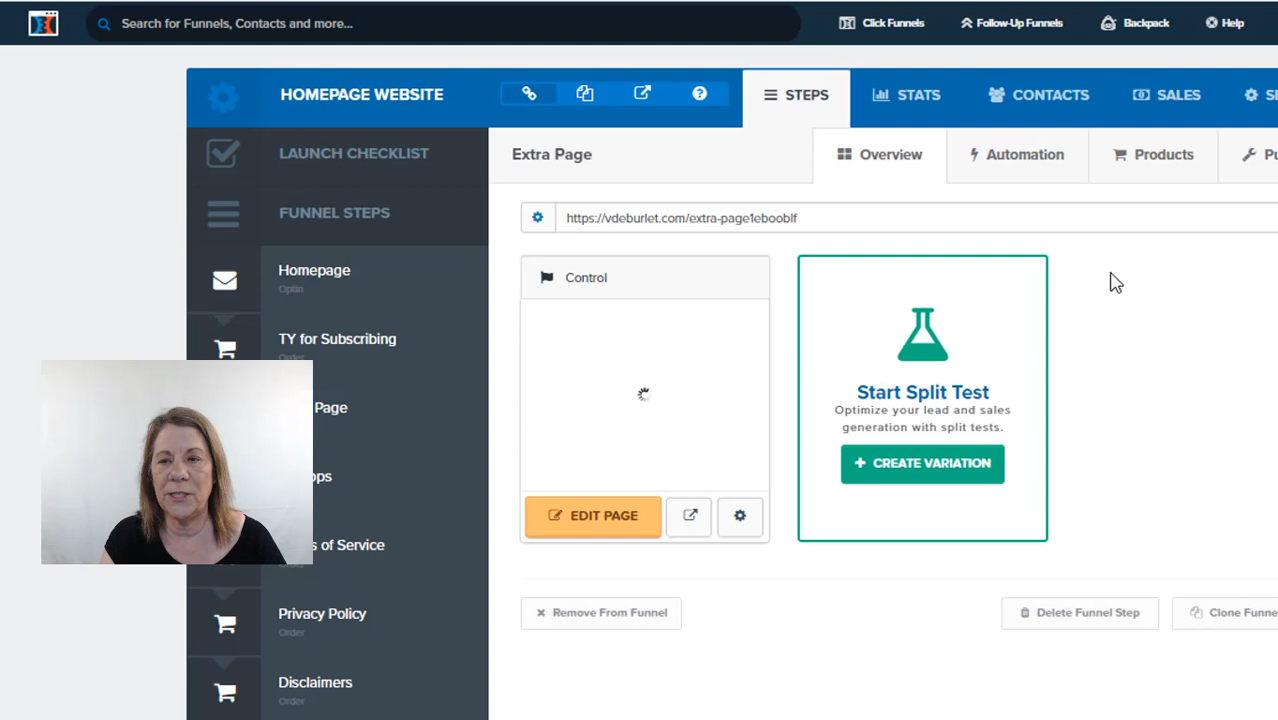 Search for Funnels, Contacts and more...
Click Funnels
Follow-Up Funnels
Backpack
Help
HOMEPAGE WEBSITE
STEPS
STATS
CONTACTS
SALES
LAUNCH CHECKLIST
Extra Page
Overview
Automation
Products
FUNNEL STEPS
https://vdeburlet.com/extra-page1ebooblf
Homepage
Optin
Control
TY for Subscribing
Order
Page
Start Split Test
Optimize your lead and sales
generation with split tests.
CREATE VARIATION
EDIT PAGE
of Service
Remove From Funnel
Delete Funnel Step
Clone Funne
Privacy Policy
Order
Disclaimers
Order